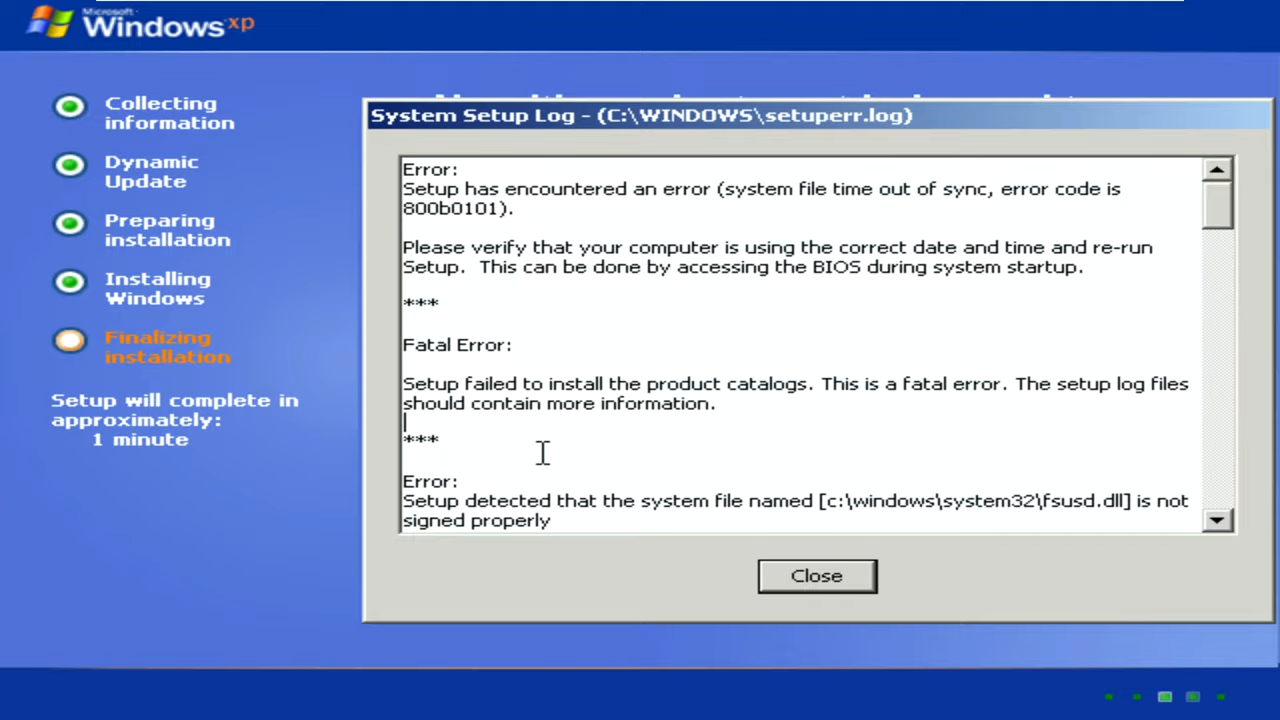 Microsoft
Windows xp
Collecting
information
Dynamic
Update
Preparing
installation
Installing
Windows
Finalizing
installation
Setup will complete in
approximately:
1 minute
System Setup Log - (C:\WINDOWS\setuperr.log)
Error:
Setup has encountered an error (system file time out of sync, error code is
800b0101).
Please verify that your computer is using the correct date and time and re-run
Setup.  This can be done by accessing the BIOS during system startup.
***
Fatal Error:
Setup failed to install the product catalogs. This is a fatal error. The setup log files
should contain more information.
***
Error:
Setup detected that the system file named [c:\windows\system32\fsusd.dll] is not
signed properly
Close